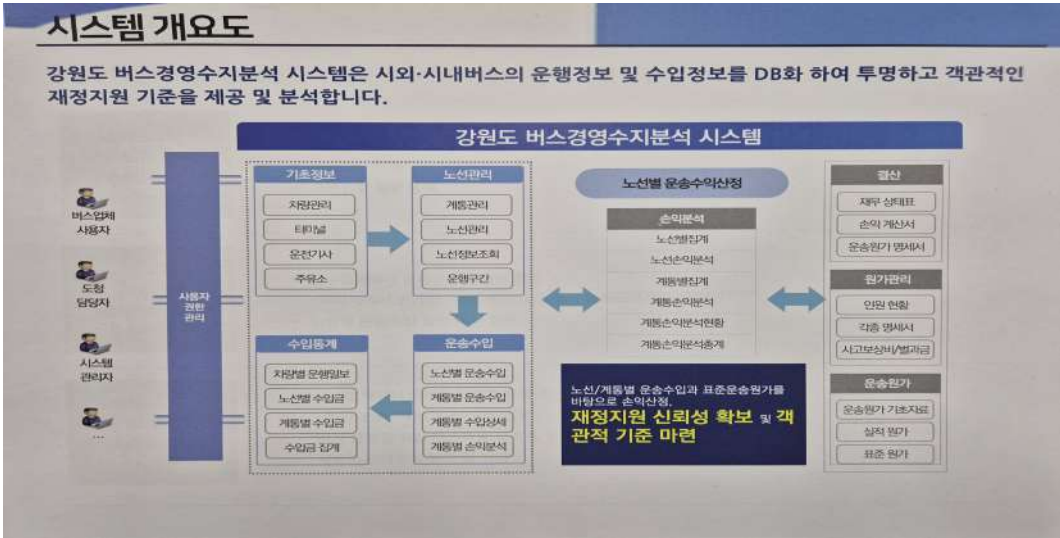 시스템 개요도
강원도 버스경영수지분석 시스템은 시외·시내버스의 운행정보 및 수입정보를 DB화 하여 투명하고 객관적인
재정지원 기준을 제공 및 분석합니다.
강원도 버스경영수지분석 시스템
버스업체
사용자
도청
담당자
시스템
관리자
...
사용자
권한
관리
기초정보
차량관리
터미널
운전기사
주유소
노선관리
계통관리
노선관리
노선정보조회
운행구간
수입통계
차량별 운행일보
노선별 수입금
계통별 수입금
수입금 집계
운송수입
노선별 운송수입
계통별 운송수입
계통별 수입상세
계통별 손익분석
노선별 운송수익산정
손익분석
노선별집계
노선손익분석
계통별집계
계통손익분석
계통손익분석현황
계통손익분석총계
노선/계통별 운송수입과 표준운송원가를
바탕으로 손익산정,
재정지원 신뢰성 확보 및 객
관적 기준 마련
결산
재무 상태표
손익 계산서
운송원가 명세서
원가관리
인원 현황
각종 명세서
사고보상비/벌과금
운송원가
운송원가 기초자료
실적 원가
표준 원가